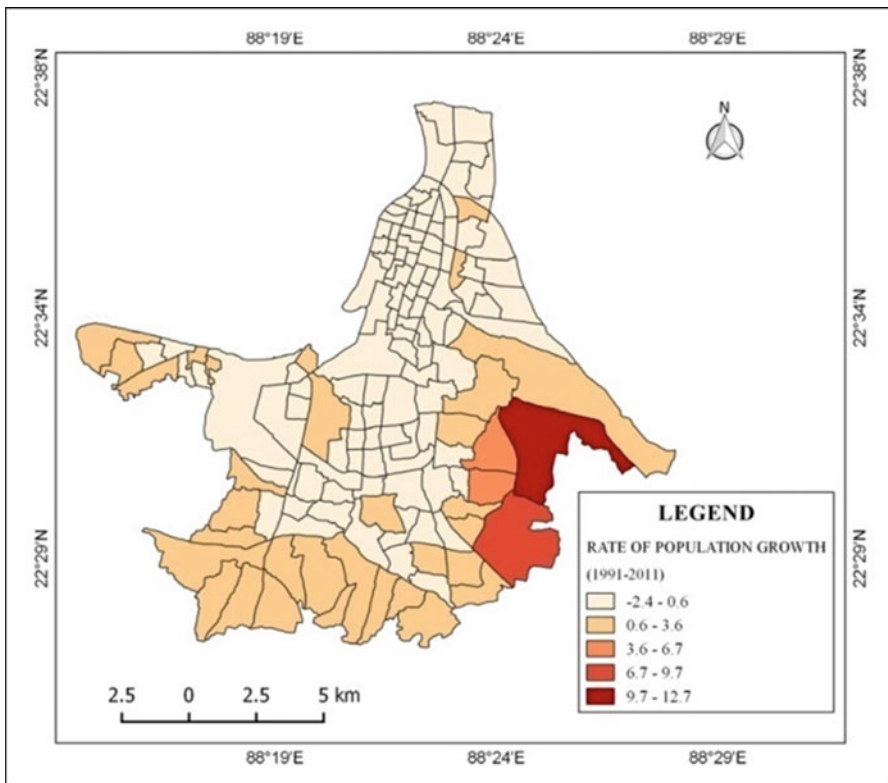 88°19'E 88°24'E 88°29'E
22°38'N 22°38'N
N
22°34'N 22°34'N
22°29'N 22°29'N
LEGEND
RATE OF POPULATION GROWTH
(1991-2011)
-2.4 - 0.6
0.6 - 3.6
3.6 - 6.7
6.7 - 9.7
9.7 - 12.7
2.5 0 2.5 5 km
88°19'E 88°24'E 88°29'E